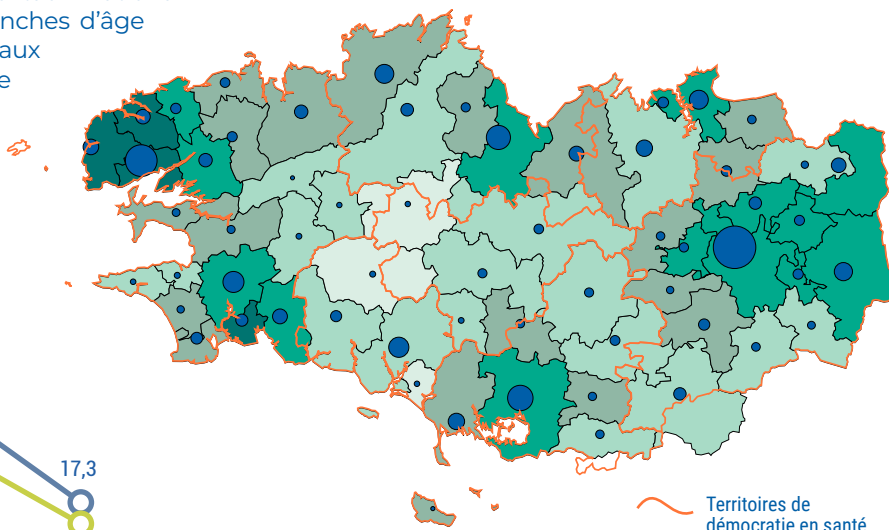 nches d’âge
aux
e
17,3
Territoires de
démocratie en santé